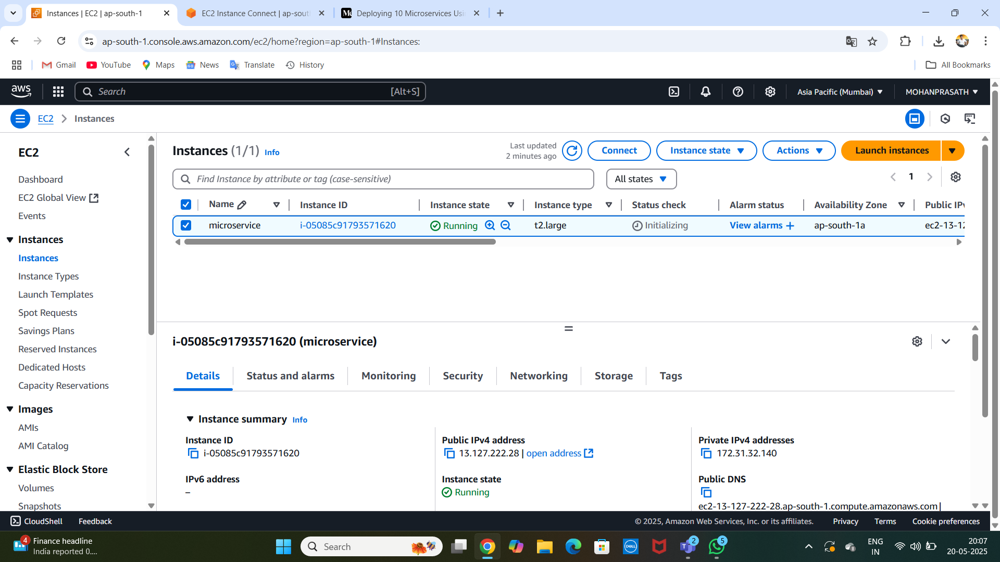 Instances | EC2 | ap-south-1
EC2 Instance Connect | ap-sout
Deploying 10 Microservices Usi
ap-south-1.console.aws.amazon.com/ec2/home?region=ap-south-1#Instances:
Gmail
YouTube
Maps
News
Translate
History
All Bookmarks
aws
Search
[Alt+S]
Asia Pacific (Mumbai)
MOHANPRASATH
EC2
Instances
EC2
Dashboard
EC2 Global View
Events
Instances
Instances
Instance Types
Launch Templates
Spot Requests
Savings Plans
Reserved Instances
Dedicated Hosts
Capacity Reservations
Images
AMIs
AMI Catalog
Elastic Block Store
Volumes
Snapshots
Instances (1/1) Info
Last updated
2 minutes ago
Connect
Instance state
Actions
Launch instances
Find Instance by attribute or tag (case-sensitive)
All states
1
Name
Instance ID
Instance state
Instance type
Status check
Alarm status
Availability Zone
Public IPv
microservice
i-05085c91793571620
Running
t2.large
Initializing
View alarms +
ap-south-1a
ec2-13-12
i-05085c91793571620 (microservice)
Details
Status and alarms
Monitoring
Security
Networking
Storage
Tags
Instance summary Info
Instance ID
i-05085c91793571620
Public IPv4 address
13.127.222.28 | open address
Private IPv4 addresses
172.31.32.140
IPv6 address
–
Instance state
Running
Public DNS
ec2-13-127-222-28.ap-south-1.compute.amazonaws.com |
CloudShell
Feedback
© 2025, Amazon Web Services, Inc. or its affiliates.
Privacy
Terms
Cookie preferences
4
Finance headline
India reported 0....
Search
DELL
2
5
ENG
IN
20:07
20-05-2025